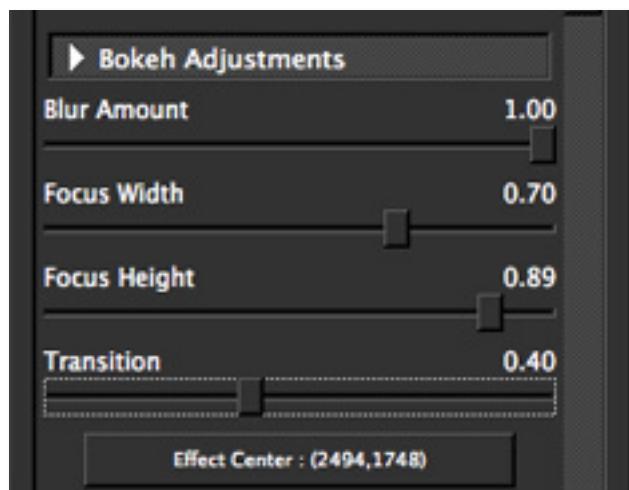 Bokeh Adjustments
Blur Amount 1.00
Focus Width 0.70
Focus Height 0.89
Transition 0.40
Effect Center : (2494,1748)